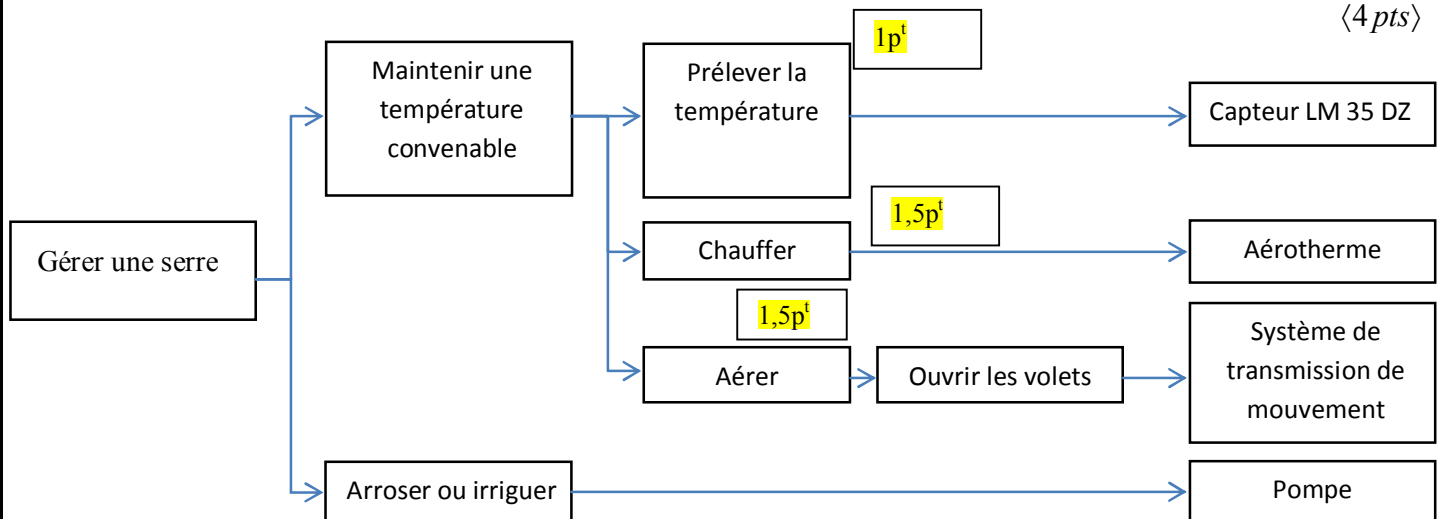 ⟨4 pts⟩
1pᵗ
Maintenir une
température
convenable
Prélever la
température
Capteur LM 35 DZ
1,5pᵗ
Gérer une serre
Chauffer
Aérotherme
1,5pᵗ
Aérer
Ouvrir les volets
Système de
transmission de
mouvement
Arroser ou irriguer
Pompe